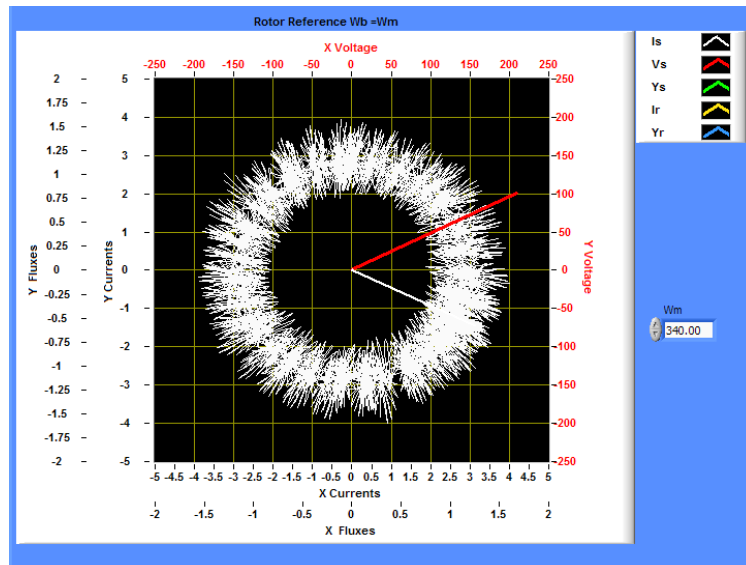 Rotor Reference Wb =Wm
X Voltage
-250 -200 -150 -100 -50 0 50 100 150 200 250
Is
Vs
Ys
Ir
Yr
2
1.75
1.5
1.25
1
0.75
0.5
0.25
0
-0.25
-0.5
-0.75
-1
-1.25
-1.5
-1.75
-2
Y Fluxes
5
4
3
2
1
0
-1
-2
-3
-4
-5
Y Currents
250
200
150
100
50
0
-50
-100
-150
-200
-250
Y Voltage
Wm
340.00
-5 -4.5 -4 -3.5 -3 -2.5 -2 -1.5 -1 -0.5 0 0.5 1 1.5 2 2.5 3 3.5 4 4.5 5
X Currents
-2 -1.5 -1 -0.5 0 0.5 1 1.5 2
X Fluxes